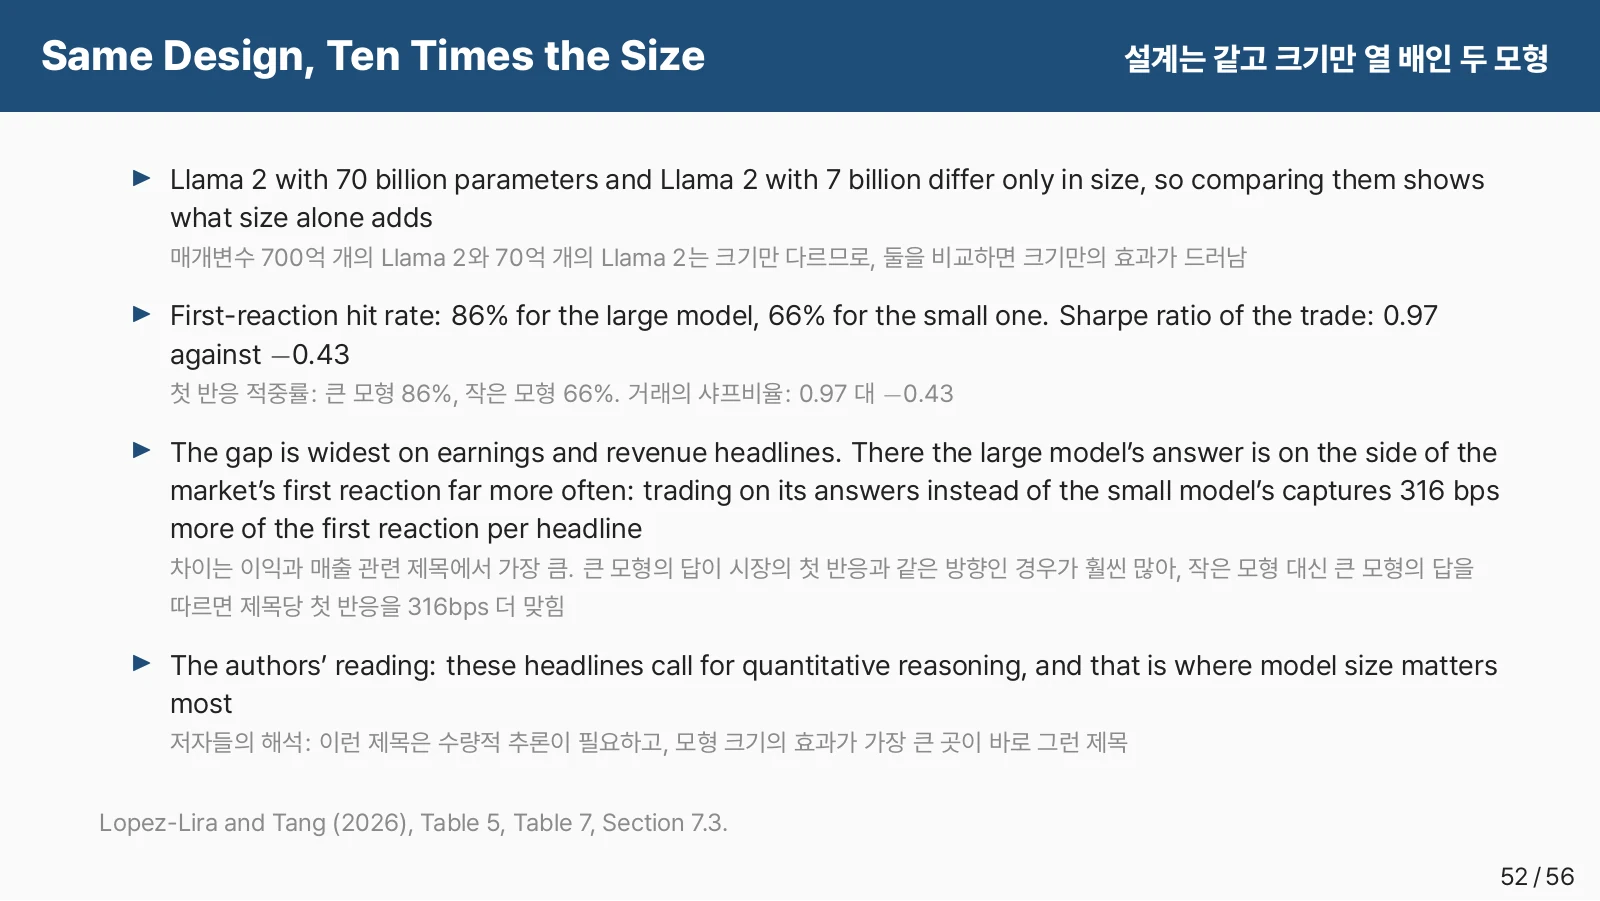 Same Design, Ten Times the Size
설계는 같고 크기만 열 배인 두 모형
▶ Llama 2 with 70 billion parameters and Llama 2 with 7 billion differ only in size, so comparing them shows
what size alone adds
매개변수 700억 개의 Llama 2와 70억 개의 Llama 2는 크기만 다르므로, 둘을 비교하면 크기만의 효과가 드러남
▶ First-reaction hit rate: 86% for the large model, 66% for the small one. Sharpe ratio of the trade: 0.97
against −0.43
첫 반응 적중률: 큰 모형 86%, 작은 모형 66%. 거래의 샤프비율: 0.97 대 −0.43
▶ The gap is widest on earnings and revenue headlines. There the large model’s answer is on the side of the
market’s first reaction far more often: trading on its answers instead of the small model’s captures 316 bps
more of the first reaction per headline
차이는 이익과 매출 관련 제목에서 가장 큼. 큰 모형의 답이 시장의 첫 반응과 같은 방향인 경우가 훨씬 많아, 작은 모형 대신 큰 모형의 답을
따르면 제목당 첫 반응을 316bps 더 맞힘
▶ The authors’ reading: these headlines call for quantitative reasoning, and that is where model size matters
most
저자들의 해석: 이런 제목은 수량적 추론이 필요하고, 모형 크기의 효과가 가장 큰 곳이 바로 그런 제목
Lopez-Lira and Tang (2026), Table 5, Table 7, Section 7.3.
52 / 56